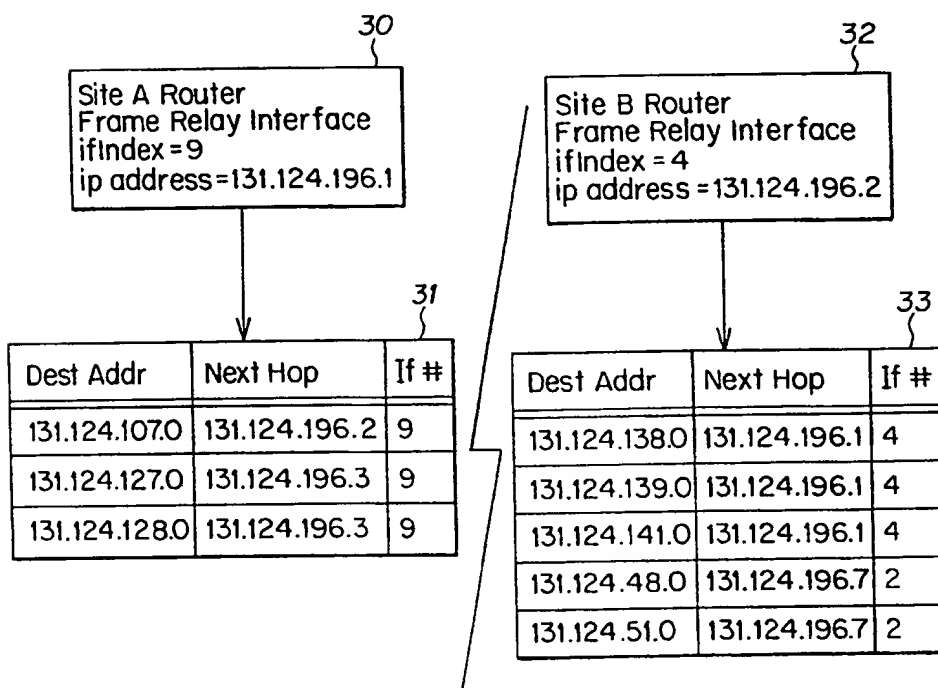 30
Site A Router
Frame Relay Interface
ifIndex=9
ip address=131.124.196.1
31
Dest Addr Next Hop If #
131.124.107.0 131.124.196.2 9
131.124.127.0 131.124.196.3 9
131.124.128.0 131.124.196.3 9
32
Site B Router
Frame Relay Interface
ifIndex = 4
ip address =131.124.196.2
33
Dest Addr Next Hop If #
131.124.138.0 131.124.196.1 4
131.124.139.0 131.124.196.1 4
131.124.141.0 131.124.196.1 4
131.124.48.0 131.124.196.7 2
131.124.51.0 131.124.196.7 2